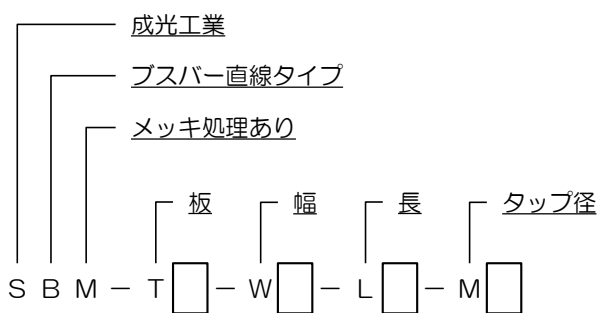 成光工業
ブスバー直線タイプ
メッキ処理あり
板 幅 長 タップ径
S B M － T□－ W□－ L□－ M□